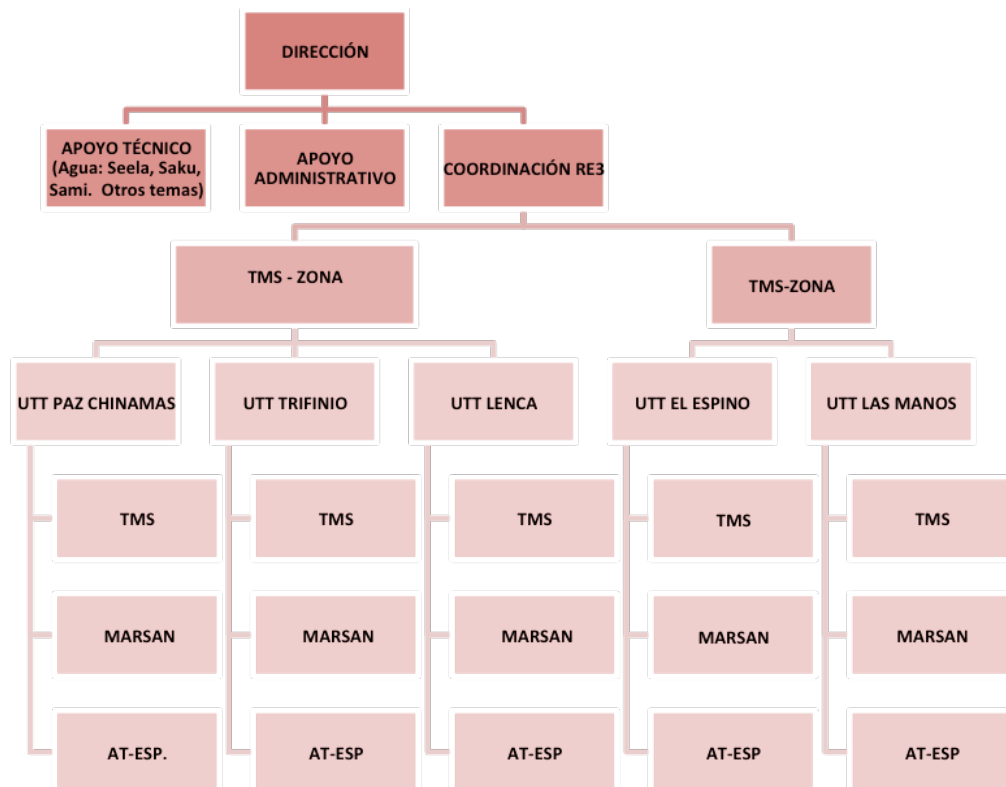 DIRECCIÓN
APOYO TÉCNICO
(Agua: Seela, Saku,
Sami.  Otros temas)
APOYO
ADMINISTRATIVO
COORDINACIÓN RE3
TMS - ZONA
TMS-ZONA
UTT PAZ CHINAMAS
UTT TRIFINIO
UTT LENCA
UTT EL ESPINO
UTT LAS MANOS
TMS
TMS
TMS
TMS
TMS
MARSAN
MARSAN
MARSAN
MARSAN
MARSAN
AT-ESP.
AT-ESP
AT-ESP
AT-ESP
AT-ESP